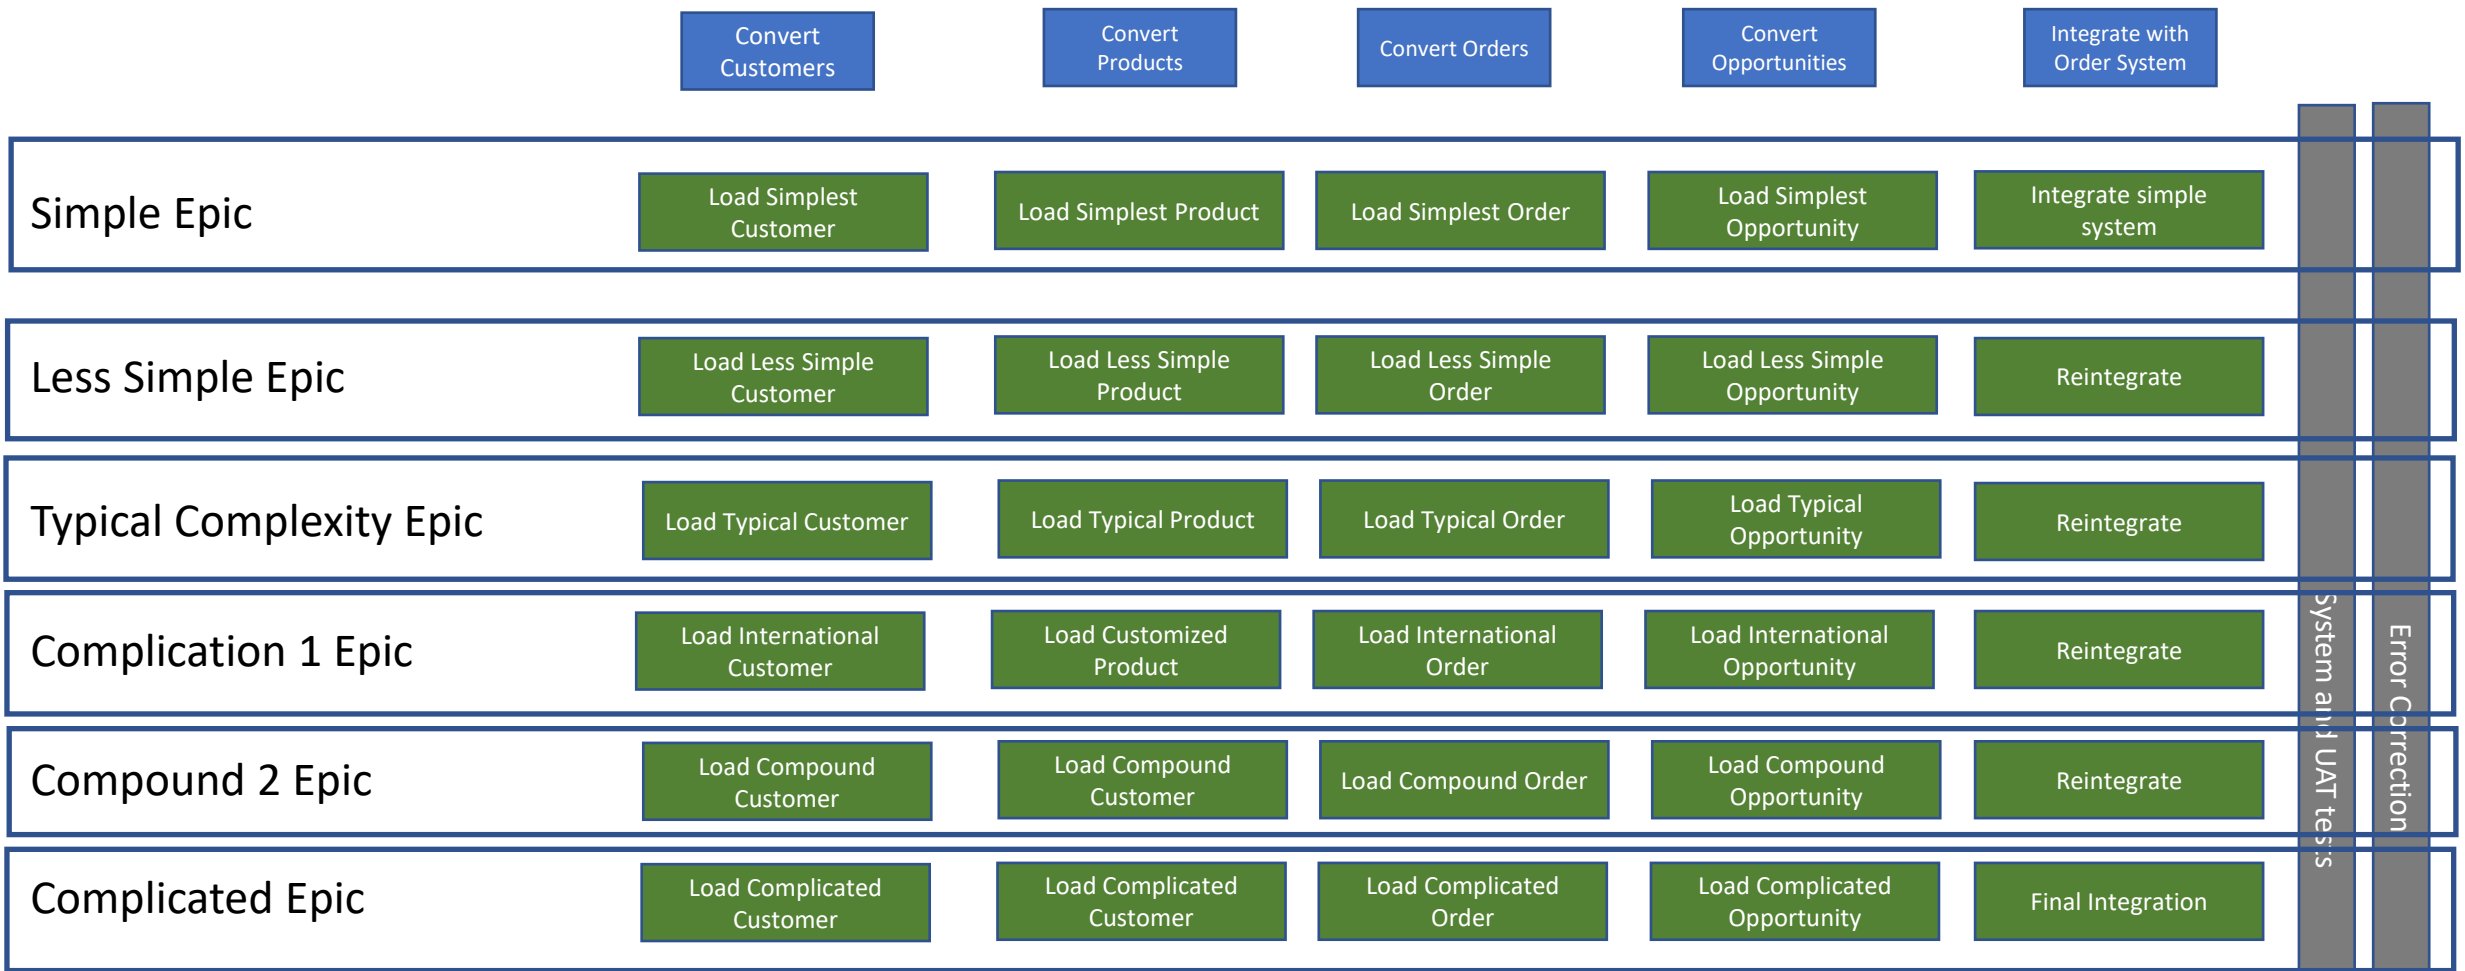 Convert
Customers
Convert
Products
Convert Orders
Convert
Opportunities
Integrate with
Order System
Simple Epic
Load Simplest
Customer
Load Simplest Product
Load Simplest Order
Load Simplest
Opportunity
Integrate simple
system
Less Simple Epic
Load Less Simple
Customer
Load Less Simple
Product
Load Less Simple
Order
Load Less Simple
Opportunity
Reintegrate
Typical Complexity Epic
Load Typical Customer
Load Typical Product
Load Typical Order
Load Typical
Opportunity
Reintegrate
Complication 1 Epic
Load International
Customer
Load Customized
Product
Load International
Order
Load International
Opportunity
Reintegrate
Compound 2 Epic
Load Compound
Customer
Load Compound
Customer
Load Compound Order
Load Compound
Opportunity
Reintegrate
Complicated Epic
Load Complicated
Customer
Load Complicated
Customer
Load Complicated
Order
Load Complicated
Opportunity
Final Integration
System and UAT tests
Error Correction